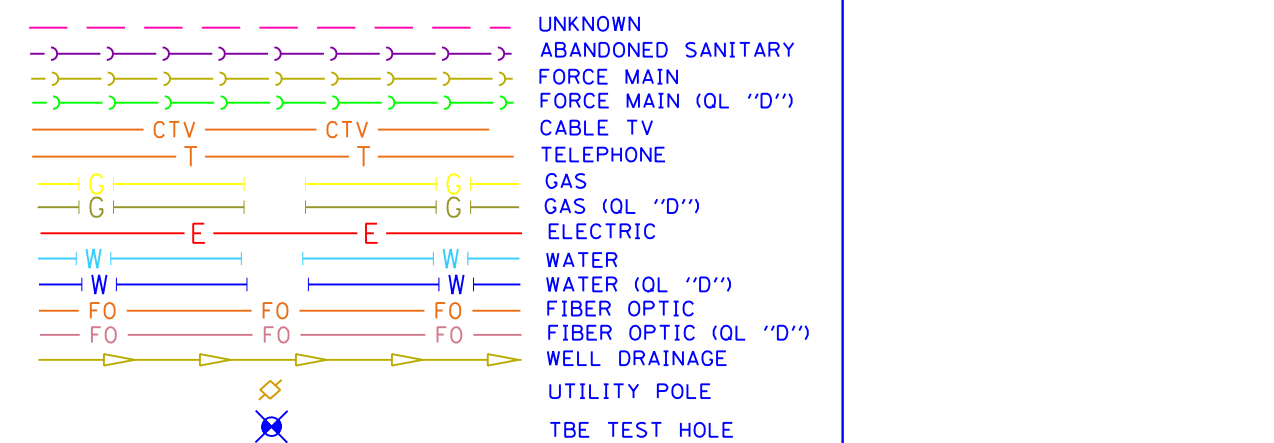 UNKNOWN
ABANDONED SANITARY
FORCE MAIN
FORCE MAIN (QL "D")
CTV CTV CABLE TV
T T TELEPHONE
G G GAS
G G GAS (QL "D")
E E ELECTRIC
W W WATER
W W WATER (QL "D")
FO FO FO FIBER OPTIC
FO FO FO FIBER OPTIC (QL "D")
WELL DRAINAGE
UTILITY POLE
TBE TEST HOLE